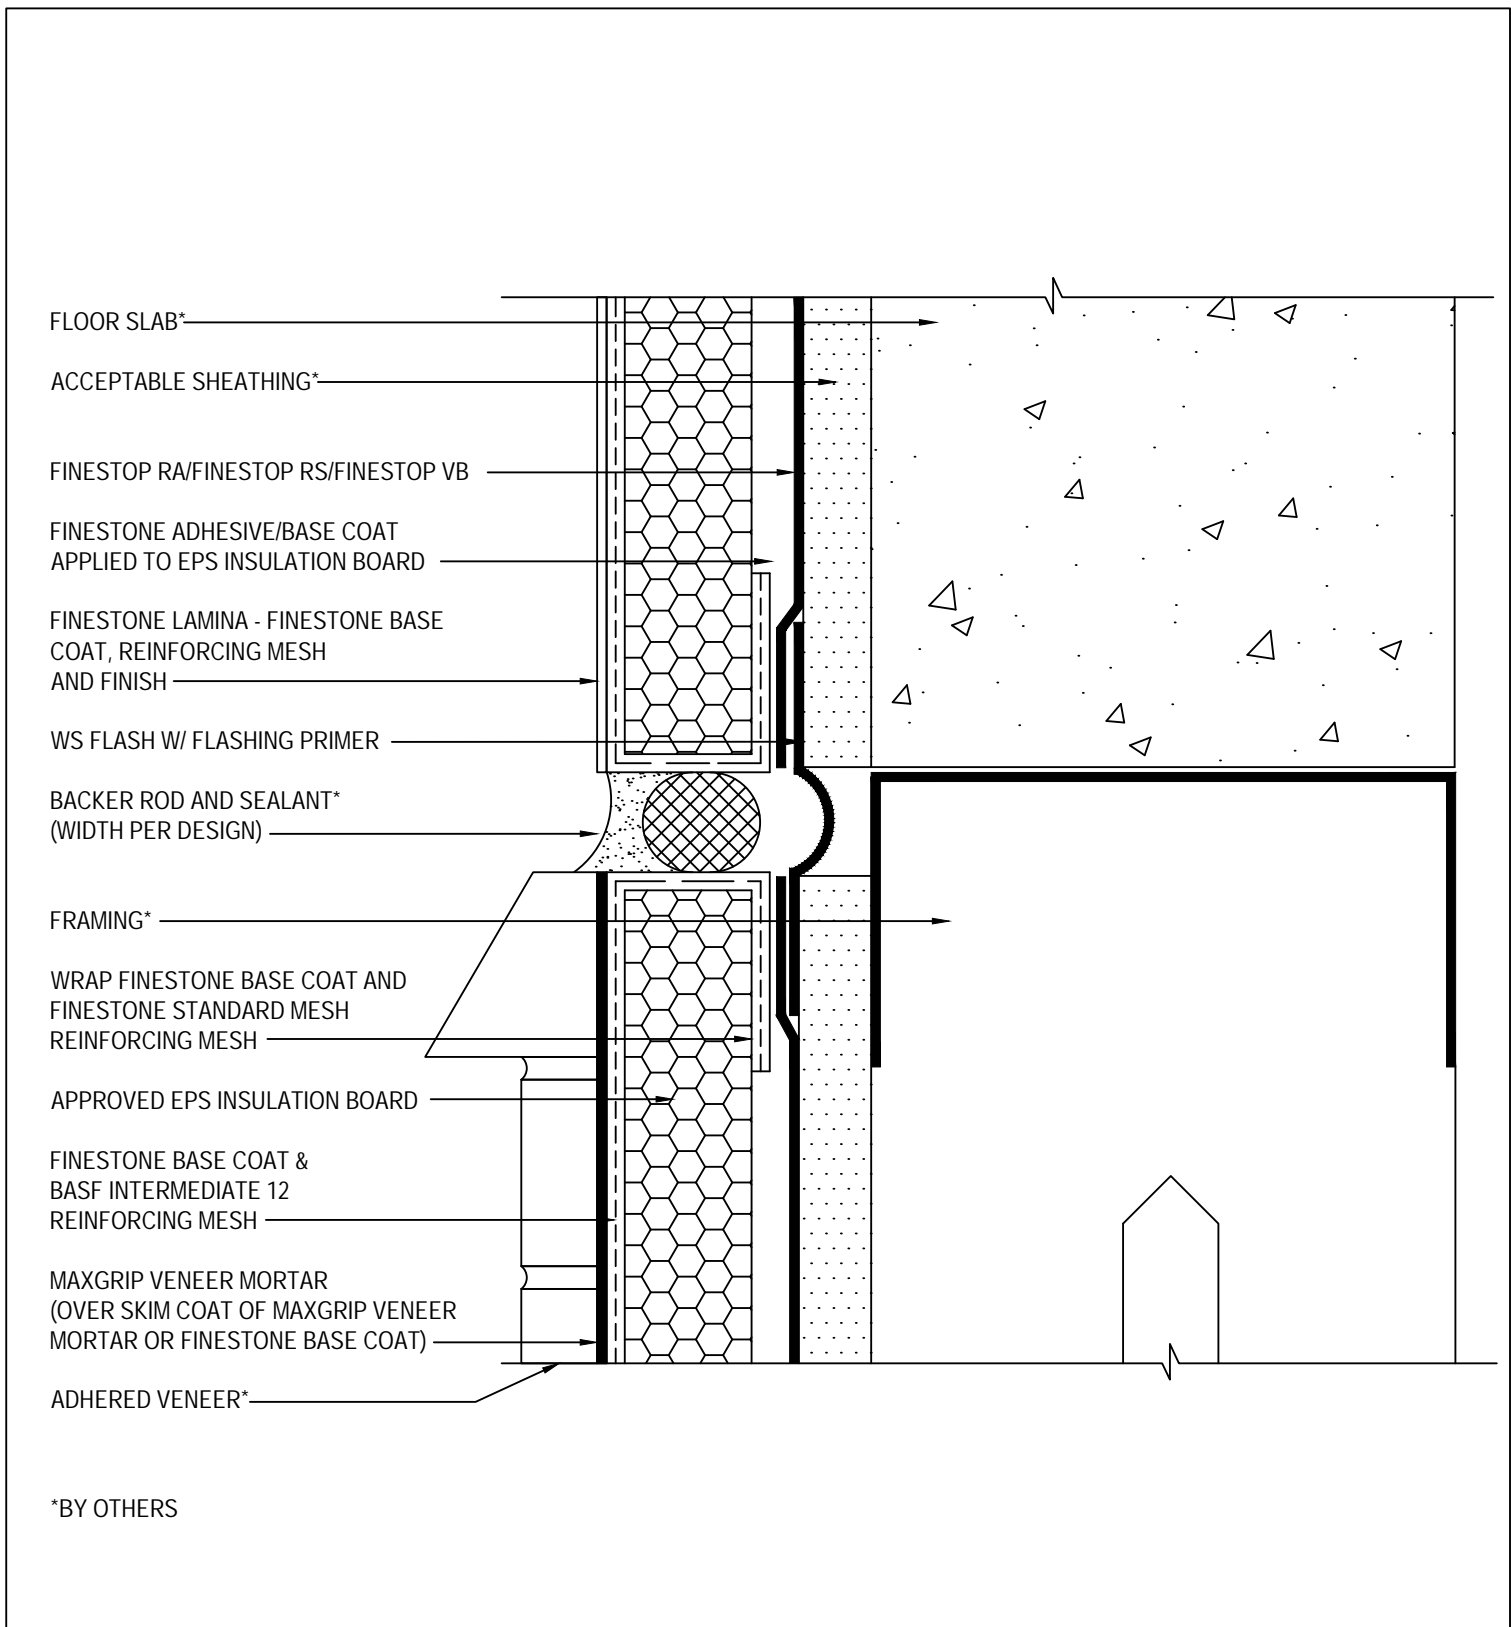 FLOOR SLAB*
ACCEPTABLE SHEATHING*
FINESTOP RA/FINESTOP RS/FINESTOP VB
FINESTONE ADHESIVE/BASE COAT
APPLIED TO EPS INSULATION BOARD
FINESTONE LAMINA - FINESTONE BASE
COAT, REINFORCING MESH
AND FINISH
WS FLASH W/ FLASHING PRIMER
BACKER ROD AND SEALANT*
(WIDTH PER DESIGN)
FRAMING*
WRAP FINESTONE BASE COAT AND
FINESTONE STANDARD MESH
REINFORCING MESH
APPROVED EPS INSULATION BOARD
FINESTONE BASE COAT &
BASF INTERMEDIATE 12
REINFORCING MESH
MAXGRIP VENEER MORTAR
(OVER SKIM COAT OF MAXGRIP VENEER
MORTAR OR FINESTONE BASE COAT)
ADHERED VENEER*
*BY OTHERS